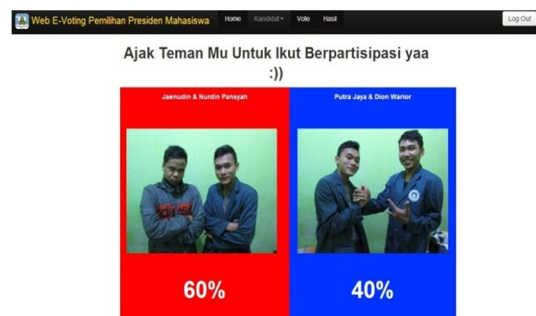 Web E-Voting Pemilihan Presiden Mahasiswa Home Kandidat Vote Hasil Log Out
Ajak Teman Mu Untuk Ikut Berpartisipasi yaa
:))
Jaenudin & Nurdin Pansyah
Putra Jaya & Dion Warior
60%
40%